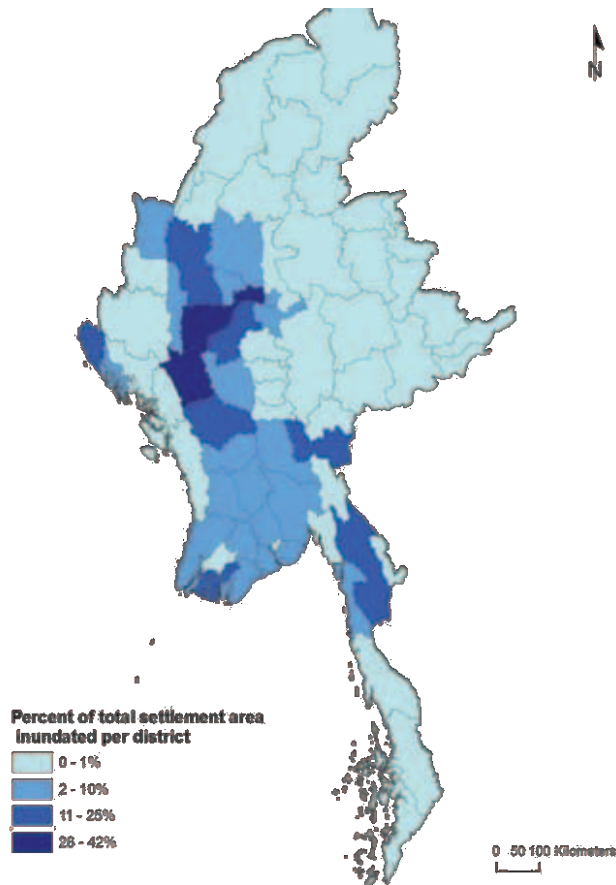 N
Percent of total settlement area
inundated per district
0 - 1%
2 - 10%
11 - 25%
26 - 42%
0 50 100 Kilometers